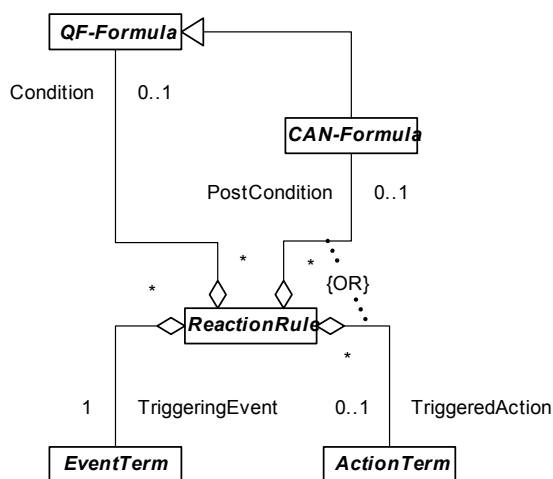 QF-Formula
Condition 0..1
CAN-Formula
PostCondition 0..1
* *
* {OR}
ReactionRule
*
1 TriggeringEvent 0..1 TriggeredAction
EventTerm ActionTerm